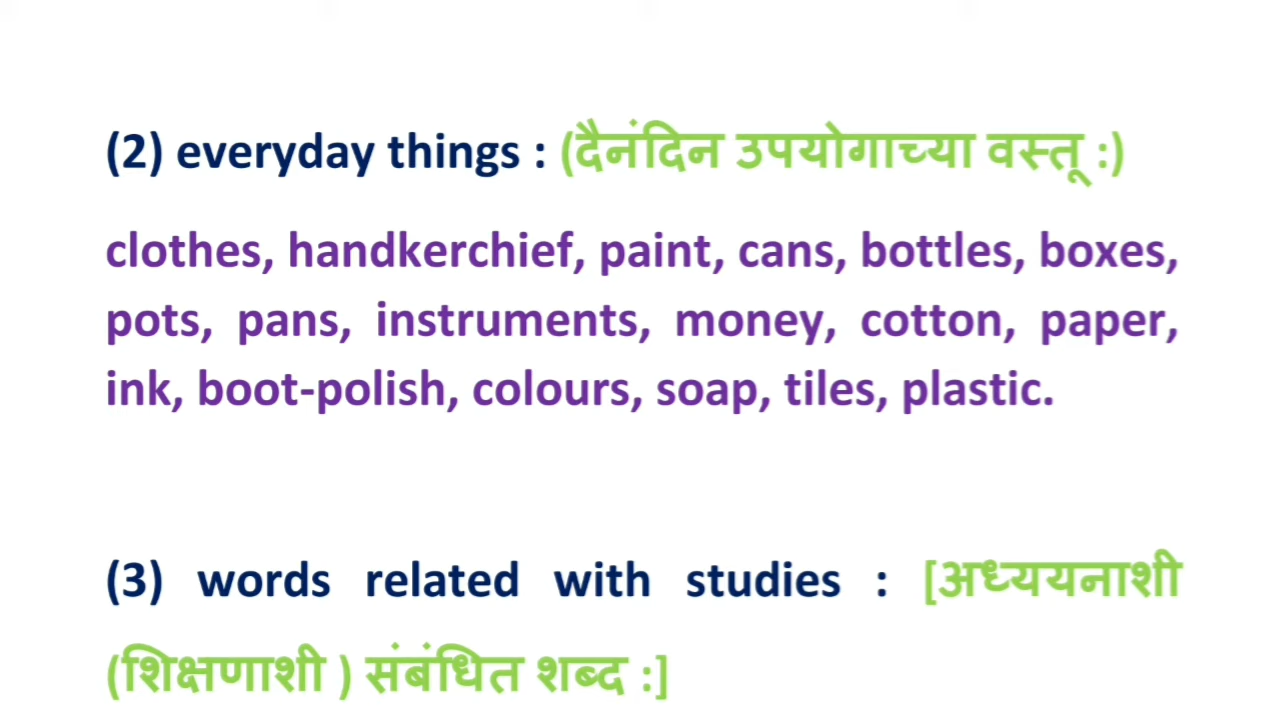 (2) everyday things : (दैनंदिन उपयोगाच्या वस्तू :)
clothes, handkerchief, paint, cans, bottles, boxes,
pots, pans, instruments, money, cotton, paper,
ink, boot-polish, colours, soap, tiles, plastic.
(3) words related with studies : [अध्ययनाशी
(शिक्षणाशी ) संबंधित शब्द :]